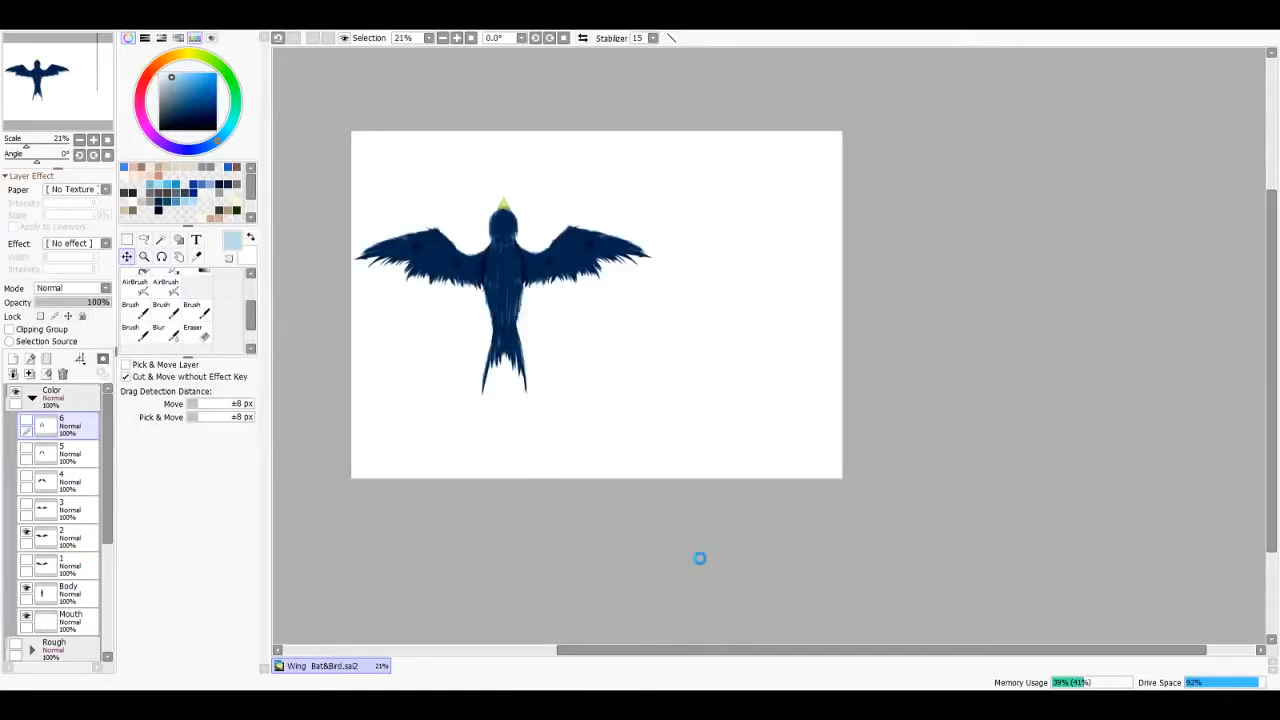 Selection 21% 0.0° Stabilizer 15
Scale 21%
Angle 0°
Layer Effect
Paper [ No Texture ]
Intensity
Scale 100%
Apply to Linework
Effect [ No effect ]
Width 1
Intensity
Mode Normal
Opacity 100%
Lock
Clipping Group
Selection Source
Color
Normal
100%
6
Normal
100%
5
Normal
100%
4
Normal
100%
3
Normal
100%
2
Normal
100%
1
Normal
100%
Body
Normal
100%
Mouth
Normal
100%
Rough
Normal
100%
T
AirBrush AirBrush
Brush Brush Brush
Brush Blur Eraser
Pick & Move Layer
Cut & Move without Effect Key
Drag Detection Distance:
Move ±8 px
Pick & Move ±8 px
Wing Bat&Bird.sai2 21%
Memory Usage 39% (41%) Drive Space 92%